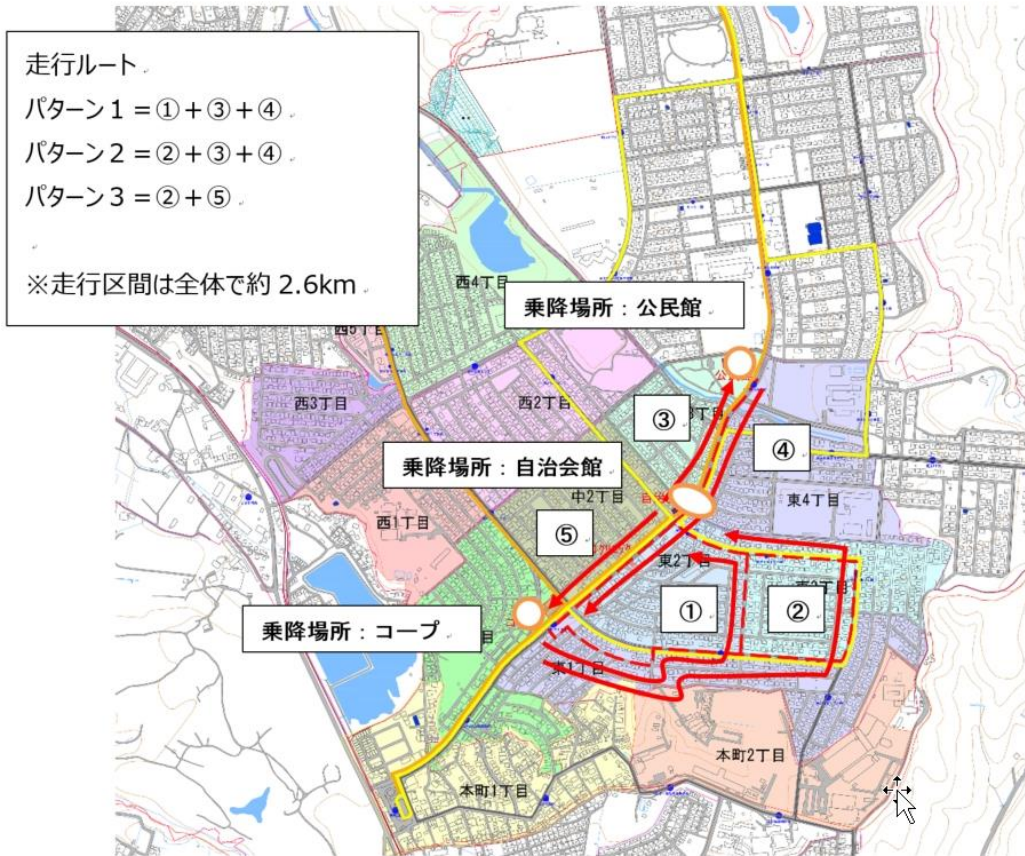 走行ルート
パターン1＝①＋③＋④
パターン2＝②＋③＋④
パターン3＝②＋⑤
※走行区間は全体で約 2.6km
西4丁目
乗降場所：公民館
西5丁目
西3丁目
西2丁目
③
④
乗降場所：自治会館
中2丁目
東4丁目
西1丁目
⑤
東2丁目
①
②
乗降場所：コープ
東1丁目
本町2丁目
本町1丁目